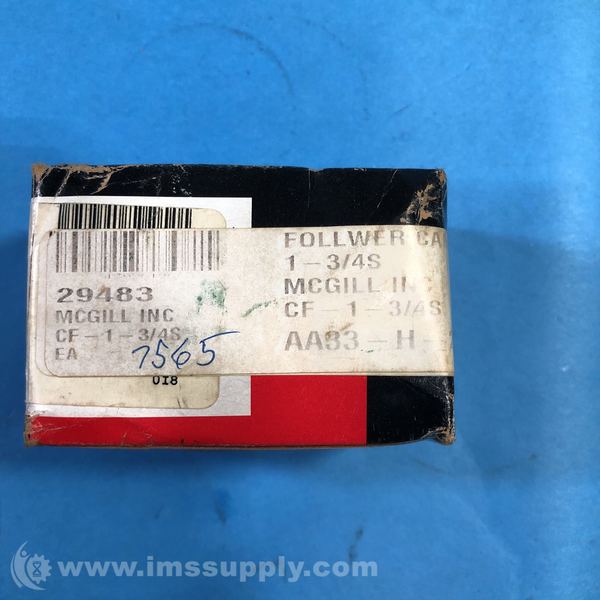 29483
MCGILL INC
CF-1-3/4S
EA
7565
018
FOLLWER CA
1-3/4S
MCGILL INC
CF-1-3/4S
AA83-H-
www.imssupply.com